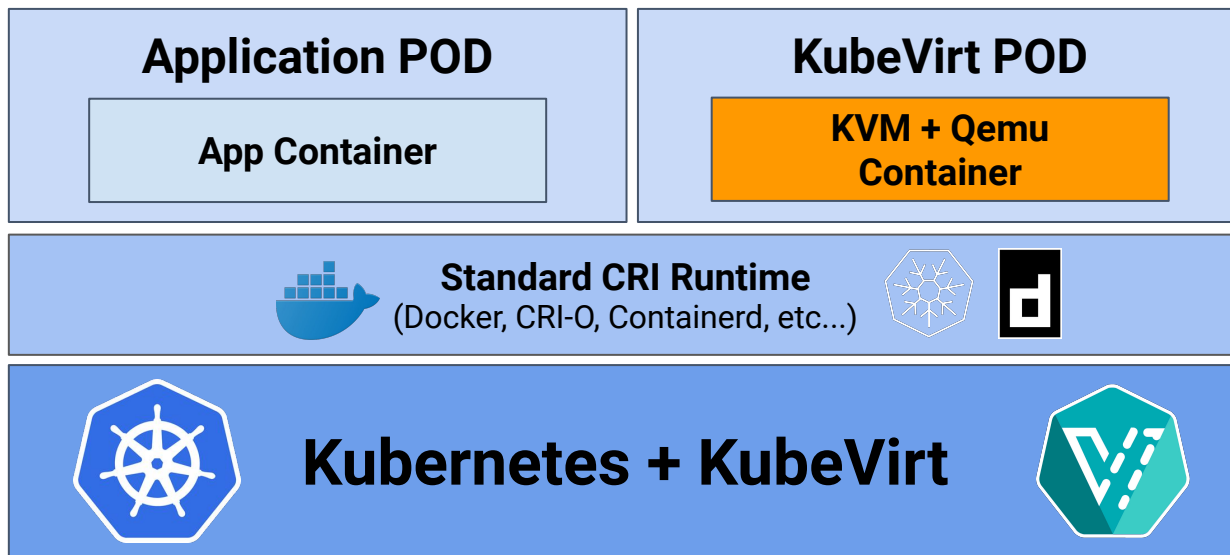 Application POD
App Container
KubeVirt POD
KVM + Qemu
Container
Standard CRI Runtime
(Docker, CRI-O, Containerd, etc...)
d
Kubernetes + KubeVirt